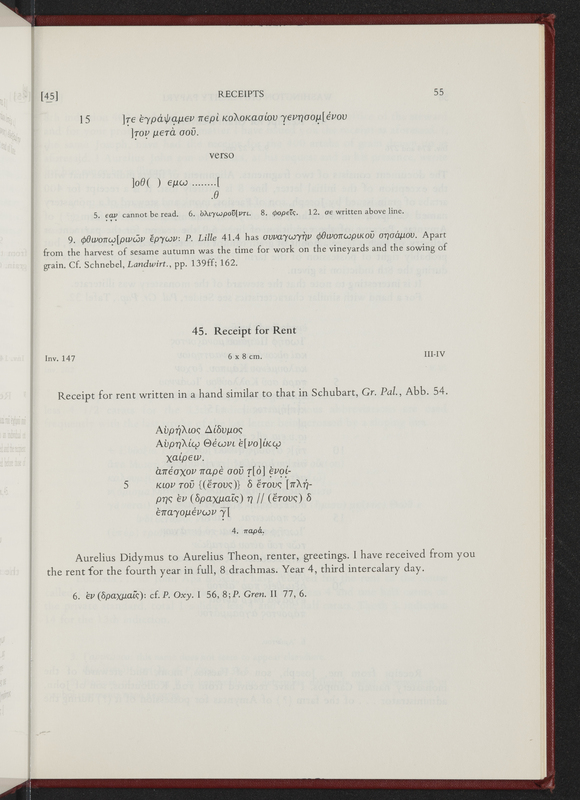 [45] RECEIPTS 55
15 ]τ̣ε ἐγράψαμεν περὶ κολοκασίου γ̣ενησομ̣[ένου
]τ̣ον μετὰ σοῦ.
verso
]οθ( ) εμω ........[
.θ
5. ε̣α̣ν̣ cannot be read. 6. ὀλεγωροῦ[ντι. 8. φορεῖς. 12. σε written above line.
9. φθινοπω̣[ρινῶν ἔργων: P. Lille 41.4 has συναγωγὴν φθινοπωρικοῦ σησάμου. Apart
from the harvest of sesame autumn was the time for work on the vineyards and the sowing of
grain. Cf. Schnebel, Landwirt., pp. 139ff; 162.
45. Receipt for Rent
Inv. 147 6 x 8 cm. III-IV
Receipt for rent written in a hand similar to that in Schubart, Gr. Pal., Abb. 54.
Αὐρήλιος Δίδυμος
Αὐρηλίῳ Θέωνι ἐ[νο]ίκῳ
χαίρειν.
ἀπέσχον παρὲ σοῦ τ̣[ὸ] ἐ̣νο̣ί-
5 κιον τοῦ {(ἔτους)} δ ἔτους [πλή-
ρης ἐν (δραχμαῖς) η // (ἔτους) δ
ἐπαγομένων γ̣[
4. παρά.
Aurelius Didymus to Aurelius Theon, renter, greetings. I have received from you
the rent for the fourth year in full, 8 drachmas. Year 4, third intercalary day.
6. ἐν (δραχμαῖς): cf. P. Oxy. I 56, 8; P. Gren. II 77, 6.